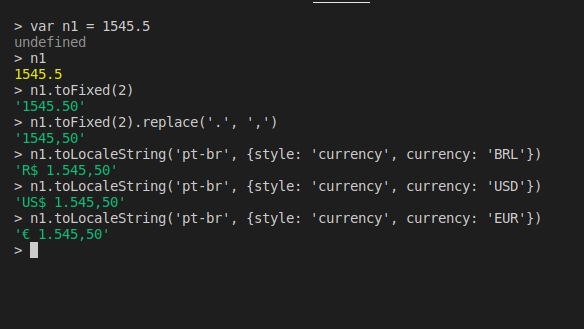 > var n1 = 1545.5
undefined
> n1
1545.5
> n1.toFixed(2)
'1545.50'
> n1.toFixed(2).replace('.', ',')
'1545,50'
> n1.toLocaleString('pt-br', {style: 'currency', currency: 'BRL'})
'R$ 1.545,50'
> n1.toLocaleString('pt-br', {style: 'currency', currency: 'USD'})
'US$ 1.545,50'
> n1.toLocaleString('pt-br', {style: 'currency', currency: 'EUR'})
'€ 1.545,50'
>